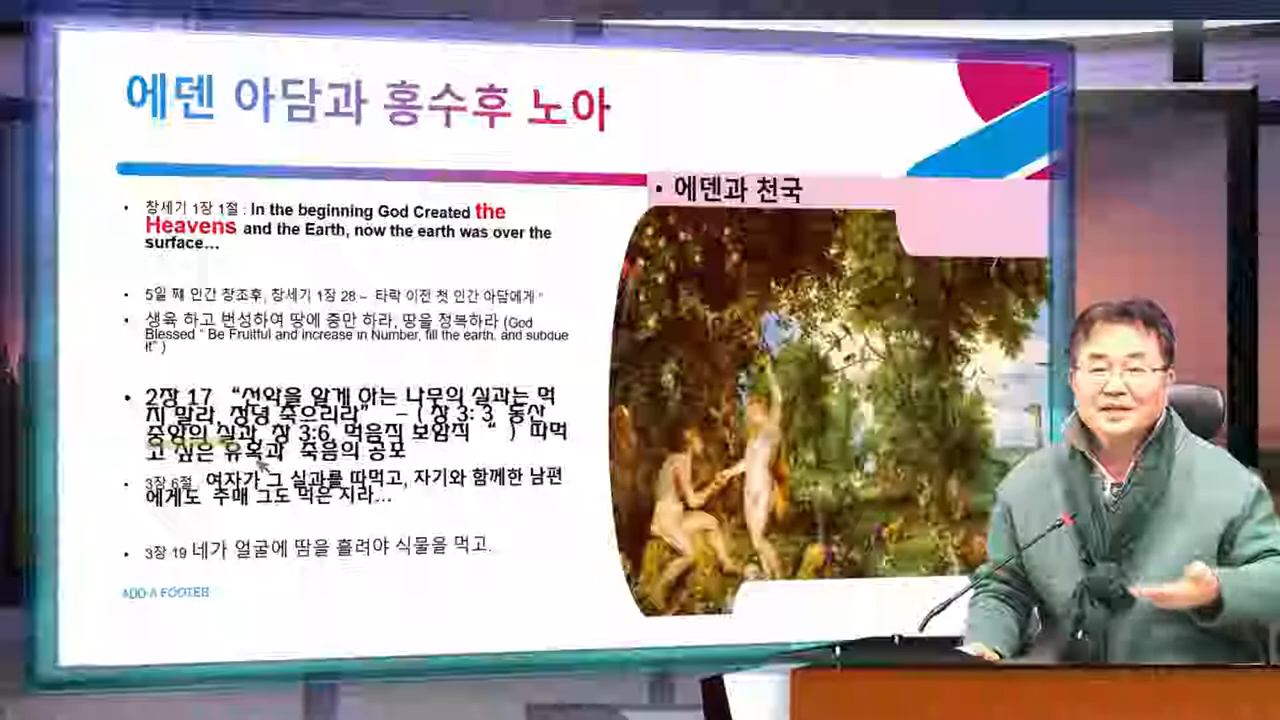 에덴 아담과 홍수후 노아
• 에덴과 천국
• 창세기 1장 1절 : In the beginning God Created the
Heavens and the Earth, now the earth was over the
surface…
• 5일 째 인간 창조후, 창세기 1장 28 – 타락 이전 첫 인간 아담에게 “
• 생육 하고 번성하여 땅에 충만 하라, 땅을 정복하라 (God
Blessed “ Be Fruitful and increase in Number, fill the earth, and subdue
it” )
• 2장 17 “선악을 알게 하는 나무의 실과는 먹
지 말라, 정녕 죽으리라” – ( 창 3: 3 동산
중앙의 실과 창 3:6, 먹음직 보암직 “ ) 따먹
고 싶은 유혹과 죽음의 공포
• 3장 6절, 여자가 그 실과를 따먹고, 자기와 함께한 남편
에게도 주매 그도 먹은 지라…
• 3장 19 네가 얼굴에 땀을 흘려야 식물을 먹고.
ADD A FOOTER